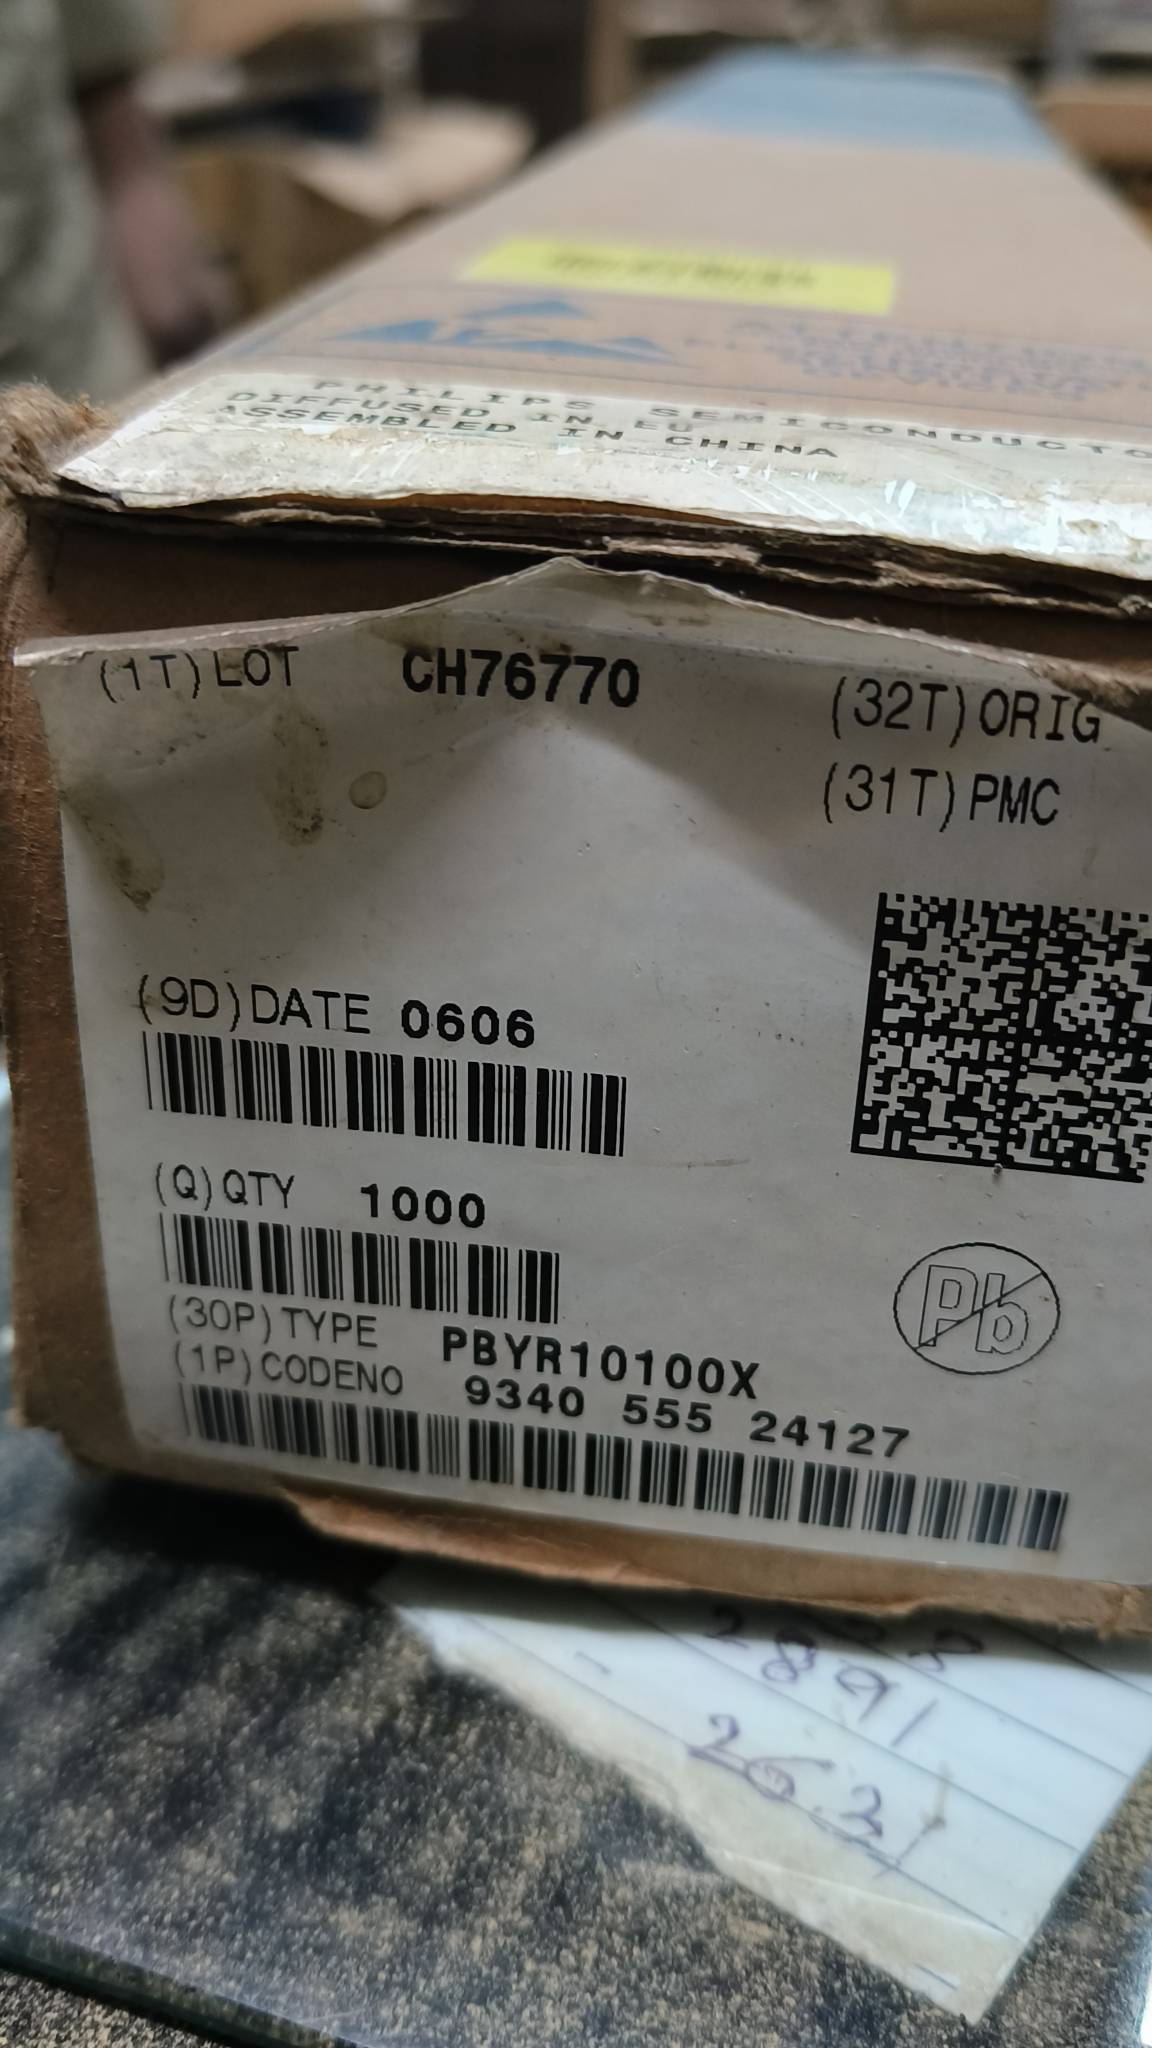 PHILIPS SEMICONDUCTO
DIFFUSED IN EU
ASSEMBLED IN CHINA
(1T) LOT CH76770
(32T) ORIG
(31T) PMC
(9D) DATE 0606
(Q) QTY 1000
(30P) TYPE PBYR10100X
(1P) CODENO 9340 555 24127
Pb
2891